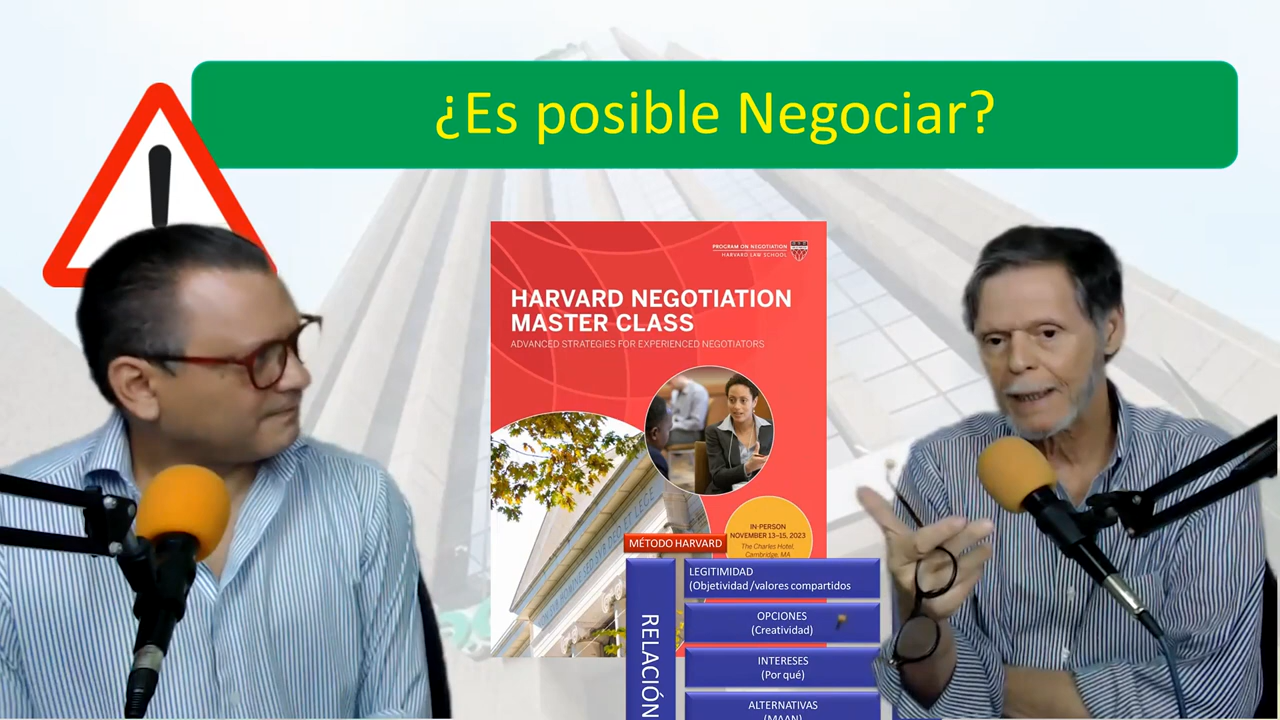 ¿Es posible Negociar?
PROGRAM ON NEGOTIATION
HARVARD LAW SCHOOL
HARVARD NEGOTIATION
MASTER CLASS
ADVANCED STRATEGIES FOR EXPERIENCED NEGOTIATORS
IN-PERSON
NOVEMBER 13–15, 2023
The Charles Hotel,
Cambridge, MA
MÉTODO HARVARD
RELACIÓN
LEGITIMIDAD
(Objetividad /valores compartidos
OPCIONES
(Creatividad)
INTERESES
(Por qué)
ALTERNATIVAS
(MAAN)